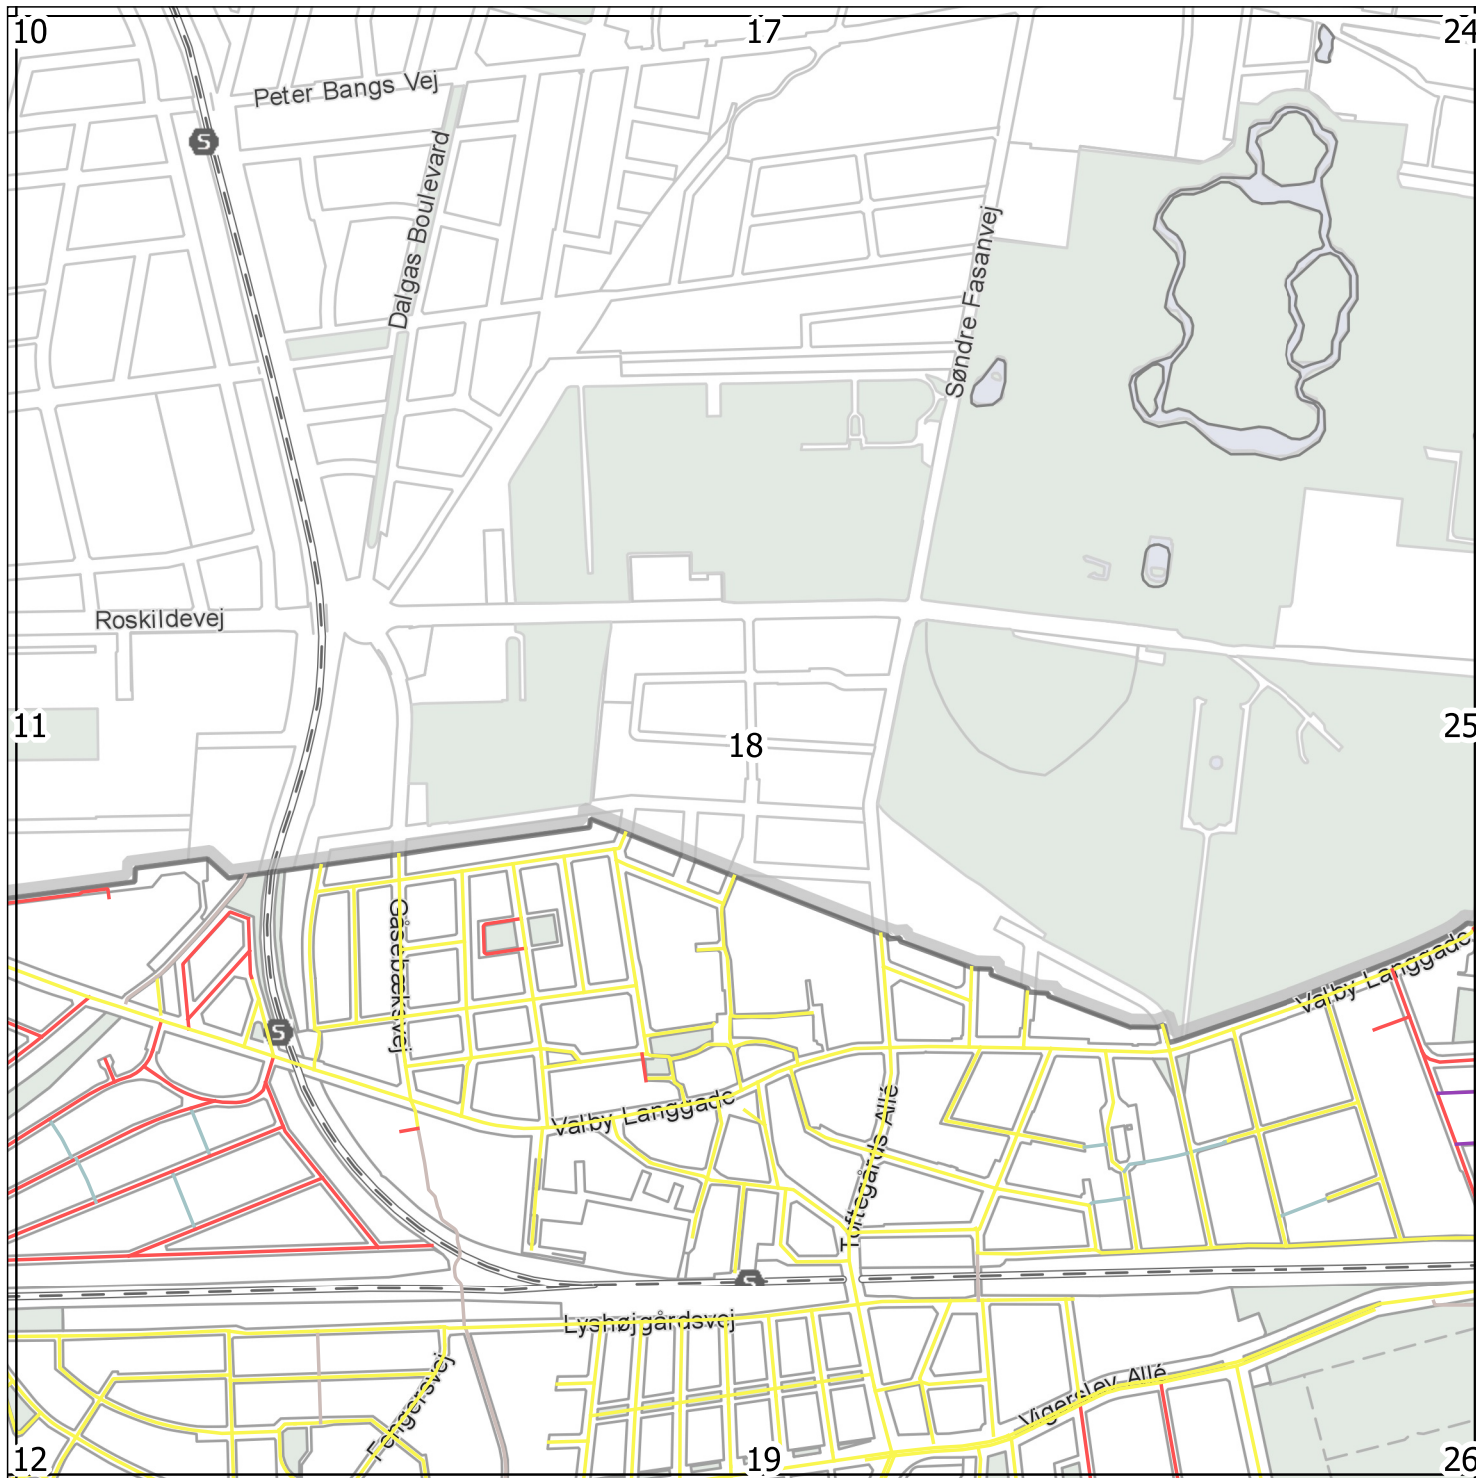 10
17
24
Peter Bangs Vej
S
Dalgas Boulevard
Søndre Fasanvej
Roskildevej
11
18
25
Gåsebæksvej
Valby Langgade
S
Valby Langgade
Toftegårds Allé
S
Lyshøjgårdsvej
Fengersvej
Vigerslev Allé
12
19
26